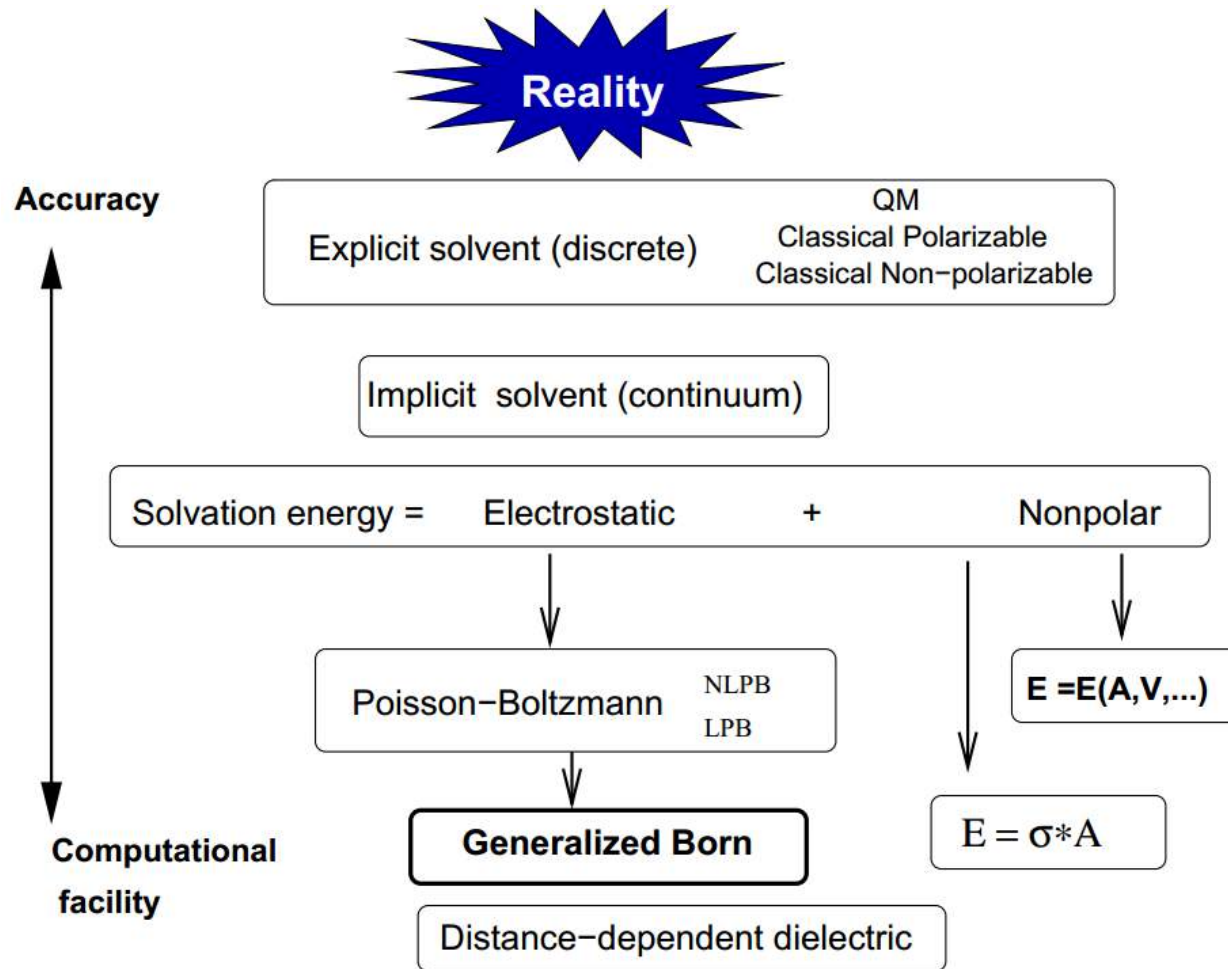 Reality
Accuracy
Explicit solvent (discrete)
QM
Classical Polarizable
Classical Non−polarizable
Implicit solvent (continuum)
Solvation energy = Electrostatic + Nonpolar
Poisson−Boltzmann
NLPB
LPB
E =E(A,V,...)
Generalized Born
E = σ*A
Computational
facility
Distance−dependent dielectric